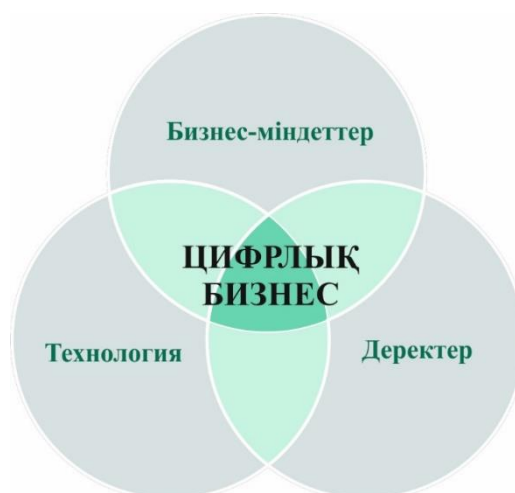 Бизнес-міндеттер
ЦИФРЛЫҚ
БИЗНЕС
Технология
Деректер